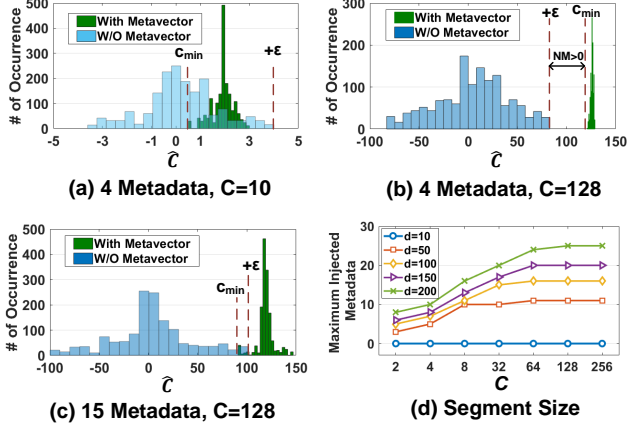 500
400
300
200
100
0
-5
-3
-1
1
3
5
# of Occurrence
With Metavector
W/O Metavector
c_min
+ε
Ĉ
(a) 4 Metadata, C=10
300
200
100
0
-100
-50
0
50
100
150
# of Occurrence
With Metavector
W/O Metavector
+ε
c_min
NM>0
Ĉ
(b) 4 Metadata, C=128
500
400
300
200
100
0
-100
-50
0
50
100
150
# of Occurrence
With Metavector
W/O Metavector
c_min
+ε
Ĉ
(c) 15 Metadata, C=128
30
20
10
0
2
4
8
32
64
128
256
Maximum Injected
Metadata
d=10
d=50
d=100
d=150
d=200
C
(d) Segment Size